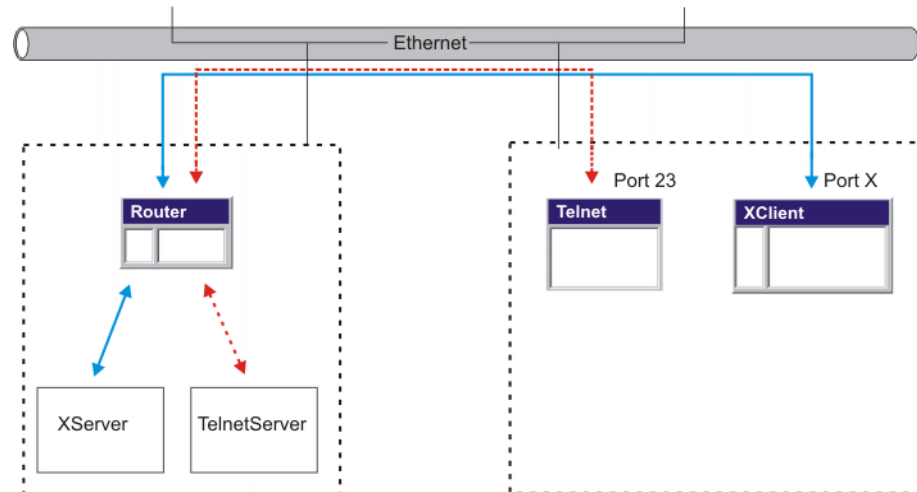 Ethernet
Port 23
Port X
Router
Telnet
XClient
XServer
TelnetServer